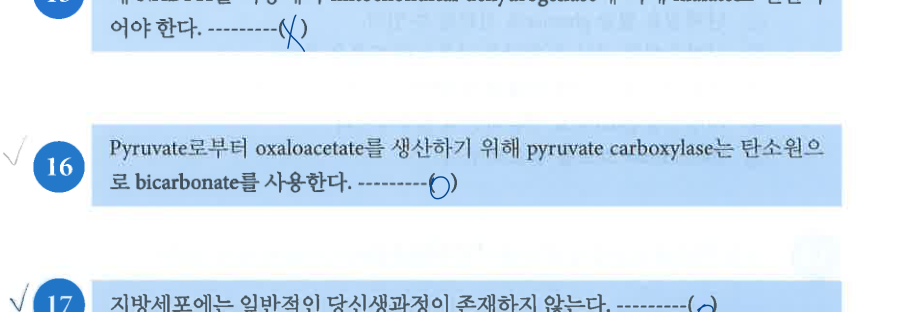 어야 한다. ---------(X)
16
Pyruvate로부터 oxaloacetate를 생산하기 위해 pyruvate carboxylase는 탄소원으
로 bicarbonate를 사용한다. ---------(O)
17
지방세포에는 일반적인 당신생과정이 존재하지 않는다. ---------(O)